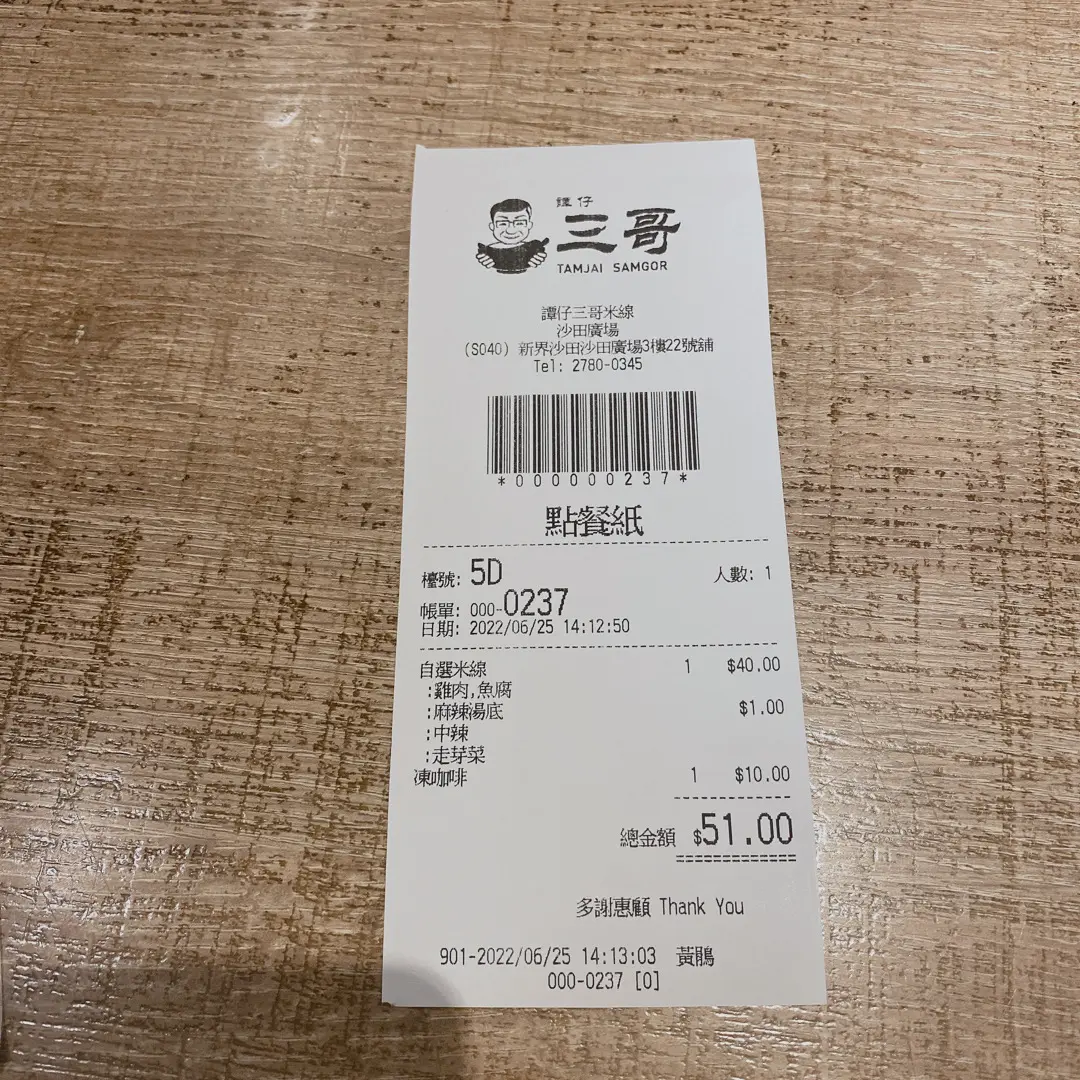 譚仔
三哥
TAMJAI SAMGOR
譚仔三哥米線
沙田廣場
(S040) 新界沙田沙田廣場3樓22號舖
Tel: 2780-0345
*000000237*
點餐紙
檯號: 5D 人數: 1
帳單: 000-0237
日期: 2022/06/25 14:12:50
自選米線 1 $40.00
:雞肉,魚腐
:麻辣湯底 $1.00
:中辣
:走芽菜
凍咖啡 1 $10.00
總金額 $51.00
多謝惠顧 Thank You
901-2022/06/25 14:13:03 黃鵑
000-0237 [0]